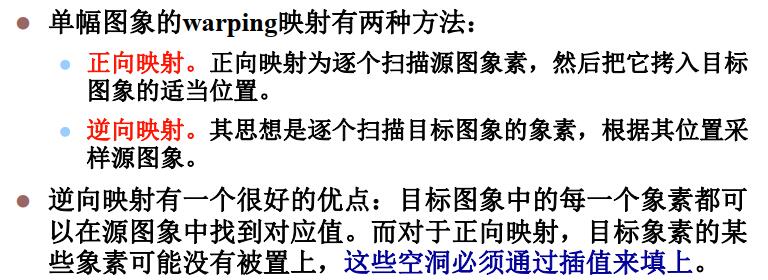 单幅图象的warping映射有两种方法：
正向映射。正向映射为逐个扫描源图象素，然后把它拷入目标
图象的适当位置。
逆向映射。其思想是逐个扫描目标图象的象素，根据其位置采
样源图象。
逆向映射有一个很好的优点：目标图象中的每一个象素都可
以在源图象中找到对应值。而对于正向映射，目标象素的某
些象素可能没有被置上，这些空洞必须通过插值来填上。